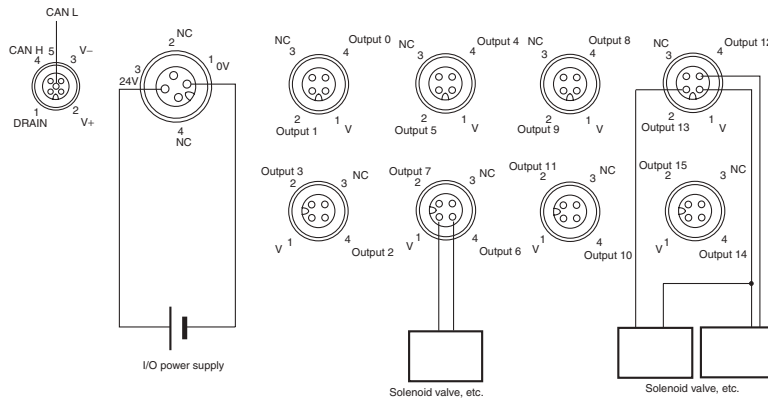 CAN L
CAN H
5
4
3
V–
DRAIN
1
2
V+
NC
2
3
24V
1
0V
4
NC
I/O power supply
NC
3
Output 0
4
2
Output 1
1
V
NC
3
Output 4
4
2
Output 5
1
V
NC
3
Output 8
4
2
Output 9
1
V
NC
3
Output 12
4
2
Output 13
1
V
Output 3
2
3
NC
1
V
4
Output 2
Output 7
2
3
NC
1
V
4
Output 6
Output 11
2
3
NC
1
V
4
Output 10
Output 15
2
3
NC
1
V
4
Output 14
Solenoid valve, etc.
Solenoid valve, etc.